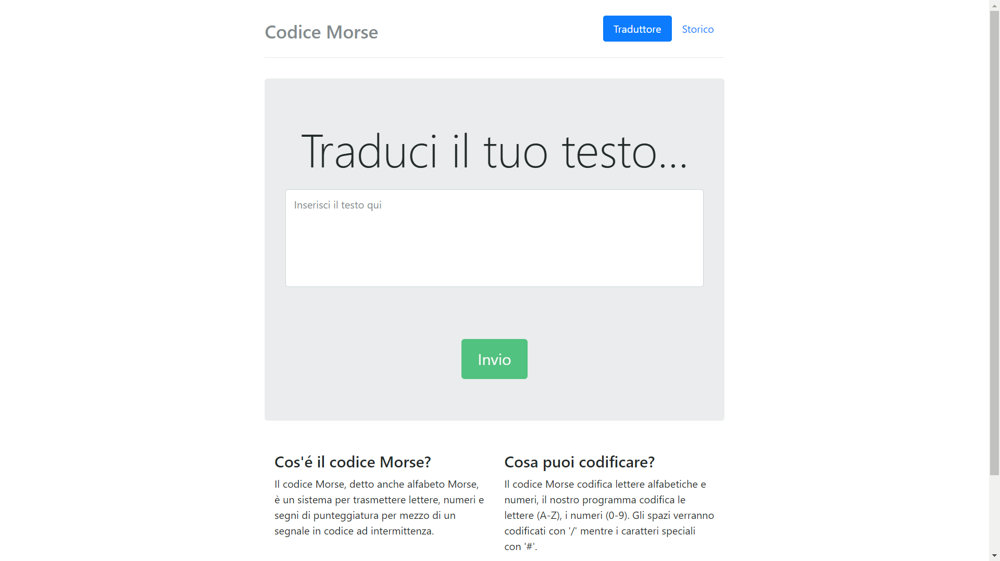 Codice Morse
Traduttore
Storico
Traduci il tuo testo...
Inserisci il testo qui
Invio
Cos'é il codice Morse?
Il codice Morse, detto anche alfabeto Morse,
è un sistema per trasmettere lettere, numeri e
segni di punteggiatura per mezzo di un
segnale in codice ad intermittenza.
Cosa puoi codificare?
Il codice Morse codifica lettere alfabetiche e
numeri, il nostro programma codifica le
lettere (A-Z), i numeri (0-9). Gli spazi verranno
codificati con '/' mentre i caratteri speciali
con '#'.